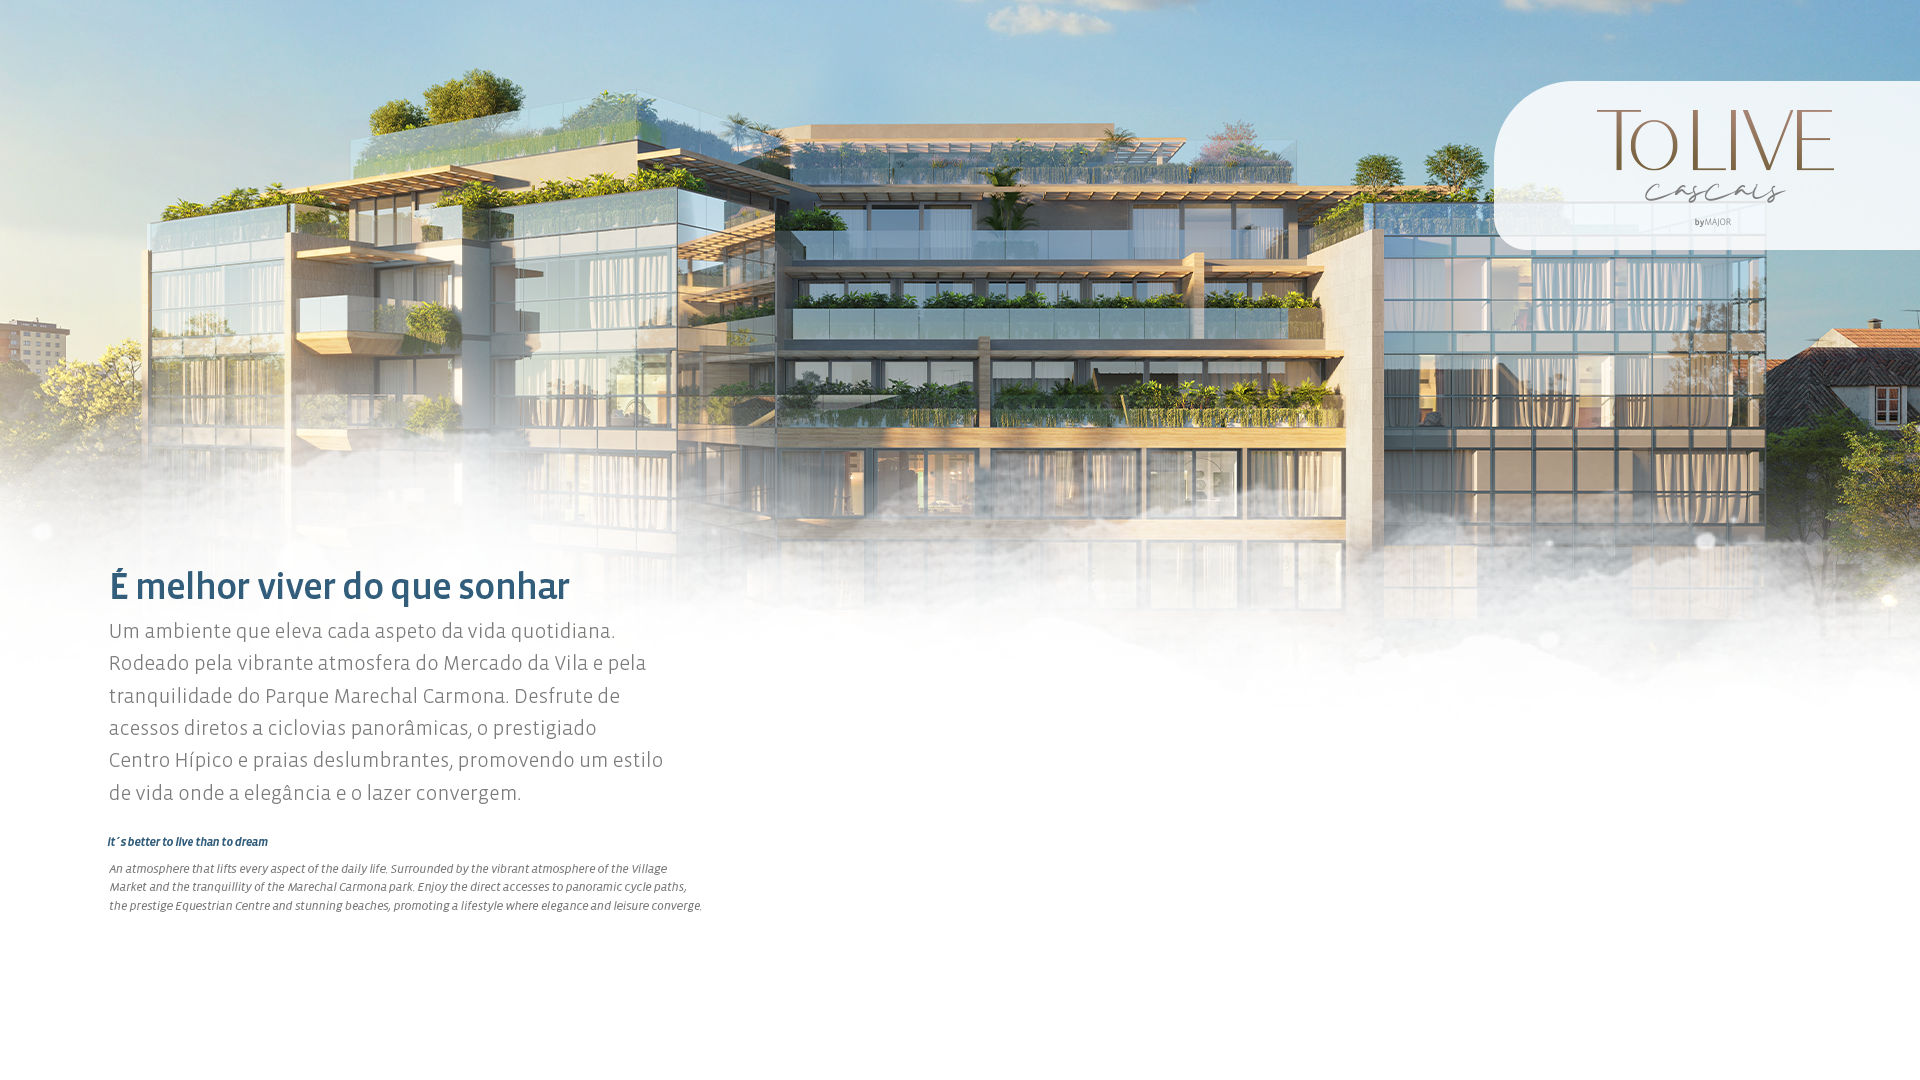 To LIVE
cascais
byMAJOR
É melhor viver do que sonhar
Um ambiente que eleva cada aspeto da vida quotidiana.
Rodeado pela vibrante atmosfera do Mercado da Vila e pela
tranquilidade do Parque Marechal Carmona. Desfrute de
acessos diretos a ciclovias panorâmicas, o prestigiado
Centro Hípico e praias deslumbrantes, promovendo um estilo
de vida onde a elegância e o lazer convergem.
It´s better to live than to dream
An atmosphere that lifts every aspect of the daily life. Surrounded by the vibrant atmosphere of the Village
Market and the tranquillity of the Marechal Carmona park. Enjoy the direct accesses to panoramic cycle paths,
the prestige Equestrian Centre and stunning beaches, promoting a lifestyle where elegance and leisure converge.